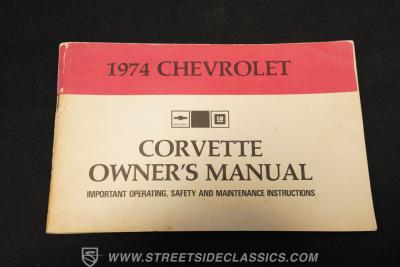 1974 CHEVROLET
CORVETTE
OWNER'S MANUAL
IMPORTANT OPERATING, SAFETY AND MAINTENANCE INSTRUCTIONS
WWW.STREETSIDECLASSICS.COM